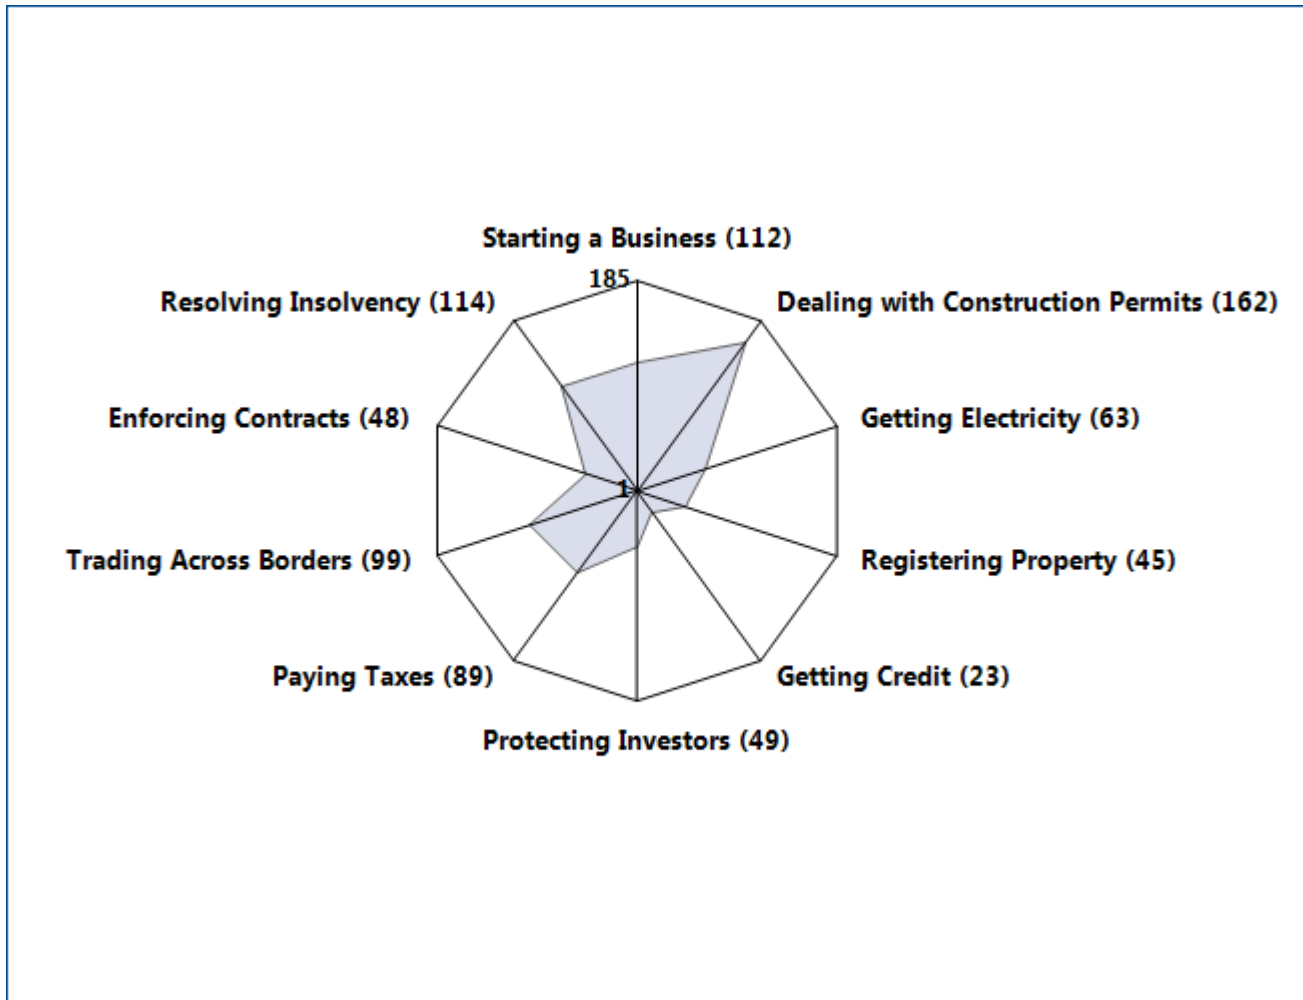 Starting a Business (112)
185
Resolving Insolvency (114)
Dealing with Construction Permits (162)
Enforcing Contracts (48)
Getting Electricity (63)
1
Trading Across Borders (99)
Registering Property (45)
Paying Taxes (89)
Getting Credit (23)
Protecting Investors (49)